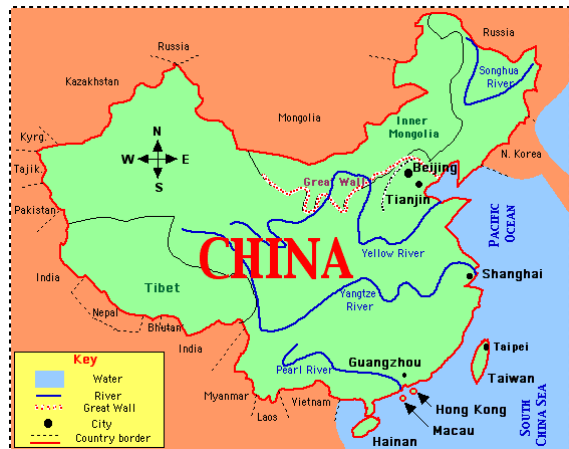 Russia
Russia
Kazakhstan
Songhua
River
Mongolia
Inner
Mongolia
N
W E
S
Kyrg.
Tajik.
N. Korea
Great Wall
Beijing
Tianjin
Pakistan
PACIFIC
OCEAN
CHINA
Yellow River
India
Tibet
Shanghai
Yangtze
River
Nepal
Bhutan
India
Taipei
Key
Water
River
Great Wall
City
Country border
Pearl River
Guangzhou
Taiwan
Myanmar
Laos
Vietnam
Hong Kong
Macau
Hainan
SOUTH
CHINA SEA